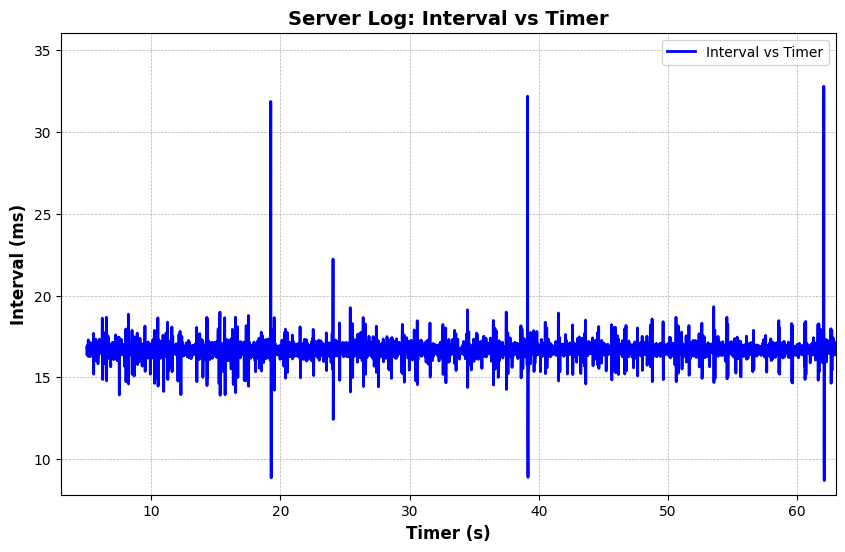 Server Log: Interval vs Timer
Interval vs Timer
35
30
25
20
15
10
Interval (ms)
10 20 30 40 50 60
Timer (s)